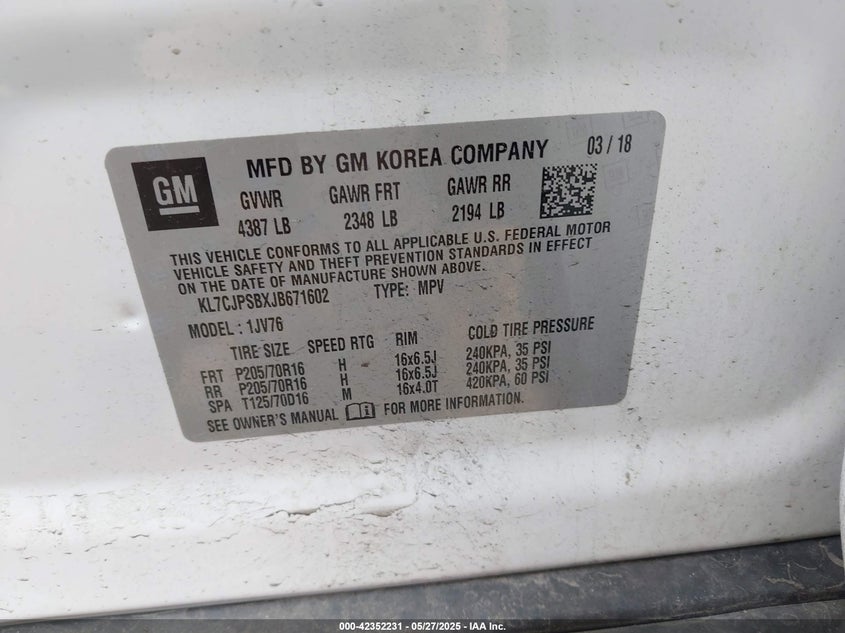 GM
MFD BY GM KOREA COMPANY 03 / 18
GVWR GAWR FRT GAWR RR
4387 LB 2348 LB 2194 LB
THIS VEHICLE CONFORMS TO ALL APPLICABLE U.S. FEDERAL MOTOR
VEHICLE SAFETY AND THEFT PREVENTION STANDARDS IN EFFECT
ON THE DATE OF MANUFACTURE SHOWN ABOVE.
KL7CJPSBXJB671602 TYPE: MPV
MODEL : 1JV76
TIRE SIZE SPEED RTG RIM COLD TIRE PRESSURE
FRT P205/70R16 H 16x6.5J 240KPA, 35 PSI
RR P205/70R16 H 16x6.5J 240KPA, 35 PSI
SPA T125/70D16 M 16x4.0T 420KPA, 60 PSI
SEE OWNER'S MANUAL i FOR MORE INFORMATION.
000-42352231 - 05/27/2025 - IAA Inc.